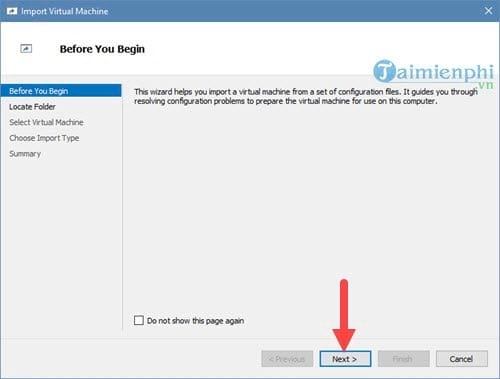 Import Virtual Machine
Before You Begin
Taimienphi
.vn
Before You Begin
Locate Folder
Select Virtual Machine
Choose Import Type
Summary
This wizard helps you import a virtual machine from a set of configuration files. It guides you through
resolving configuration problems to prepare the virtual machine for use on this computer.
Do not show this page again
< Previous
Next >
Finish
Cancel